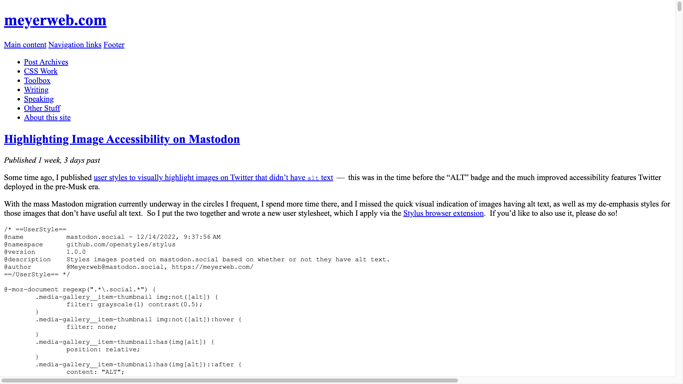 meyerweb.com
Main content Navigation links Footer
Post Archives
CSS Work
Toolbox
Writing
Speaking
Other Stuff
About this site
Highlighting Image Accessibility on Mastodon
Published 1 week, 3 days past
Some time ago, I published user styles to visually highlight images on Twitter that didn’t have alt text — this was in the time before the “ALT” badge and the much improved accessibility features Twitter
deployed in the pre-Musk era.
With the mass Mastodon migration currently underway in the circles I frequent, I spend more time there, and I missed the quick visual indication of images having alt text, as well as my de-emphasis styles for
those images that don’t have useful alt text. So I put the two together and wrote a new user stylesheet, which I apply via the Stylus browser extension. If you’d like to also use it, please do so!
/* ==UserStyle==
@name mastodon.social - 12/14/2022, 9:37:56 AM
@namespace github.com/openstyles/stylus
@version 1.0.0
@description Styles images posted on mastodon.social based on whether or not they have alt text.
@author @Meyerweb@mastodon.social, https://meyerweb.com/
==/UserStyle== */
@-moz-document regexp(".*\.social.*") {
.media-gallery__item-thumbnail img:not([alt]) {
filter: grayscale(1) contrast(0.5);
}
.media-gallery__item-thumbnail img:not([alt]):hover {
filter: none;
}
.media-gallery__item-thumbnail:has(img[alt]) {
position: relative;
}
.media-gallery__item-thumbnail:has(img[alt])::after {
content: "ALT";